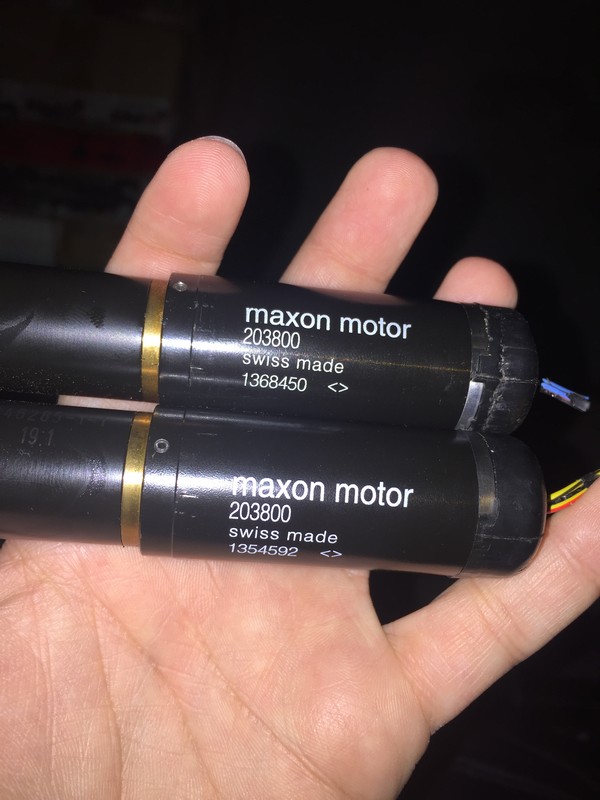 maxon motor
203800
swiss made
1368450 <>
19:1
maxon motor
203800
swiss made
1354592 <>